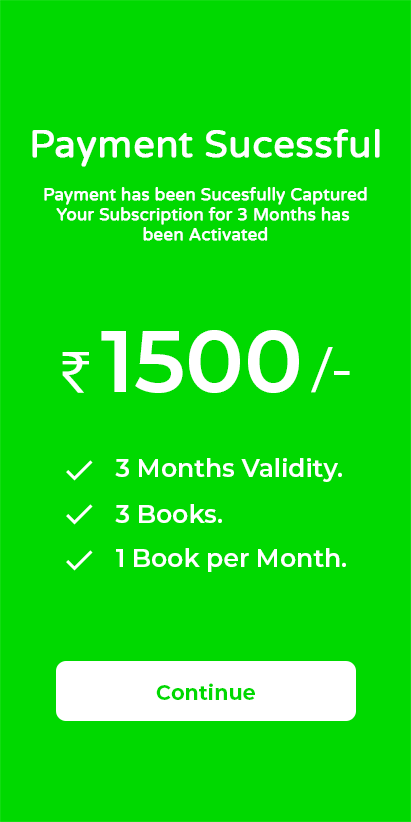 Payment Sucessful
Payment has been Sucesfully Captured
Your Subscription for 3 Months has
been Activated
₹ 1500 /-
3 Months Validity.
3 Books.
1 Book per Month.
Continue